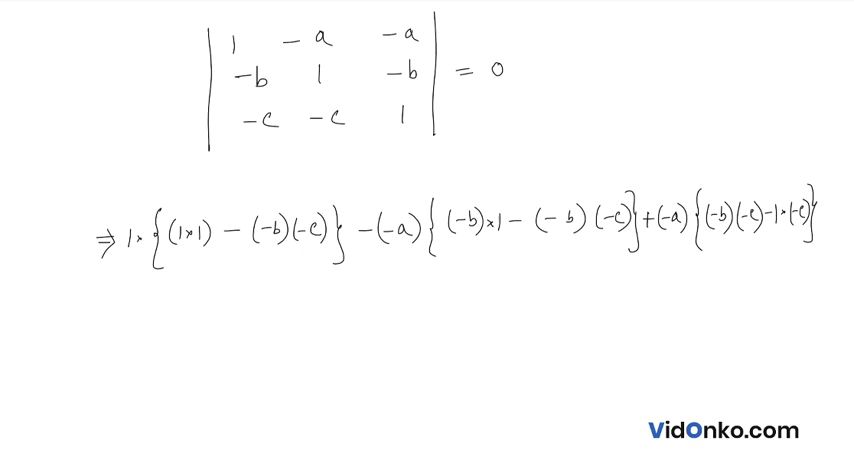 | 1 -a -a |
| -b 1 -b | = 0
| -c -c 1 |
⇒ 1× {(1×1) - (-b)(-c)} - (-a) {(-b)×1 - (-b)(-c)} + (-a) {(-b)(-c) - 1×(-c)}
VidOnko.com